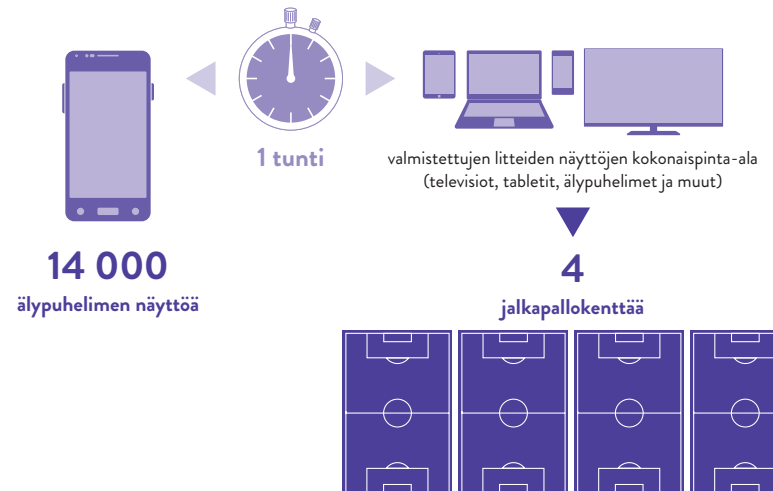 1 tunti
valmistettujen litteiden näyttöjen kokonaispinta-ala
(televisiot, tabletit, älypuhelimet ja muut)
14 000
älypuhelimen näyttöä
4
jalkapallokenttää